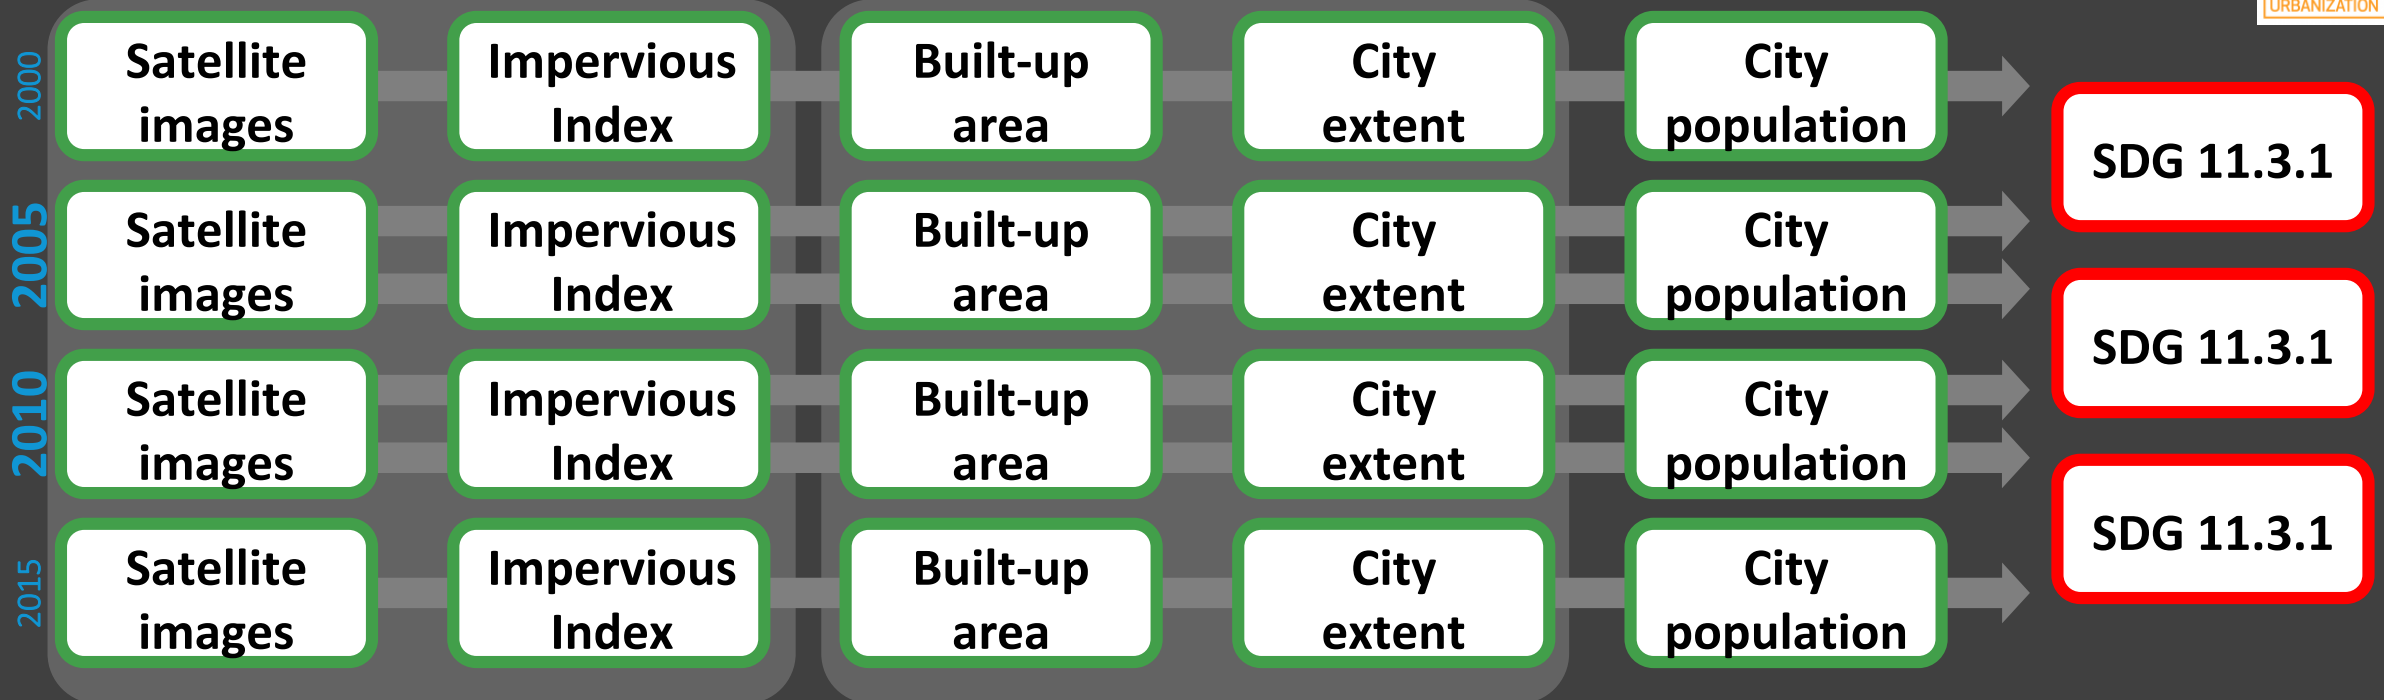 URBANIZATION
2000
Satellite
images
Impervious
Index
Built-up
area
City
extent
City
population
SDG 11.3.1
2005
Satellite
images
Impervious
Index
Built-up
area
City
extent
City
population
SDG 11.3.1
2010
Satellite
images
Impervious
Index
Built-up
area
City
extent
City
population
SDG 11.3.1
2015
Satellite
images
Impervious
Index
Built-up
area
City
extent
City
population